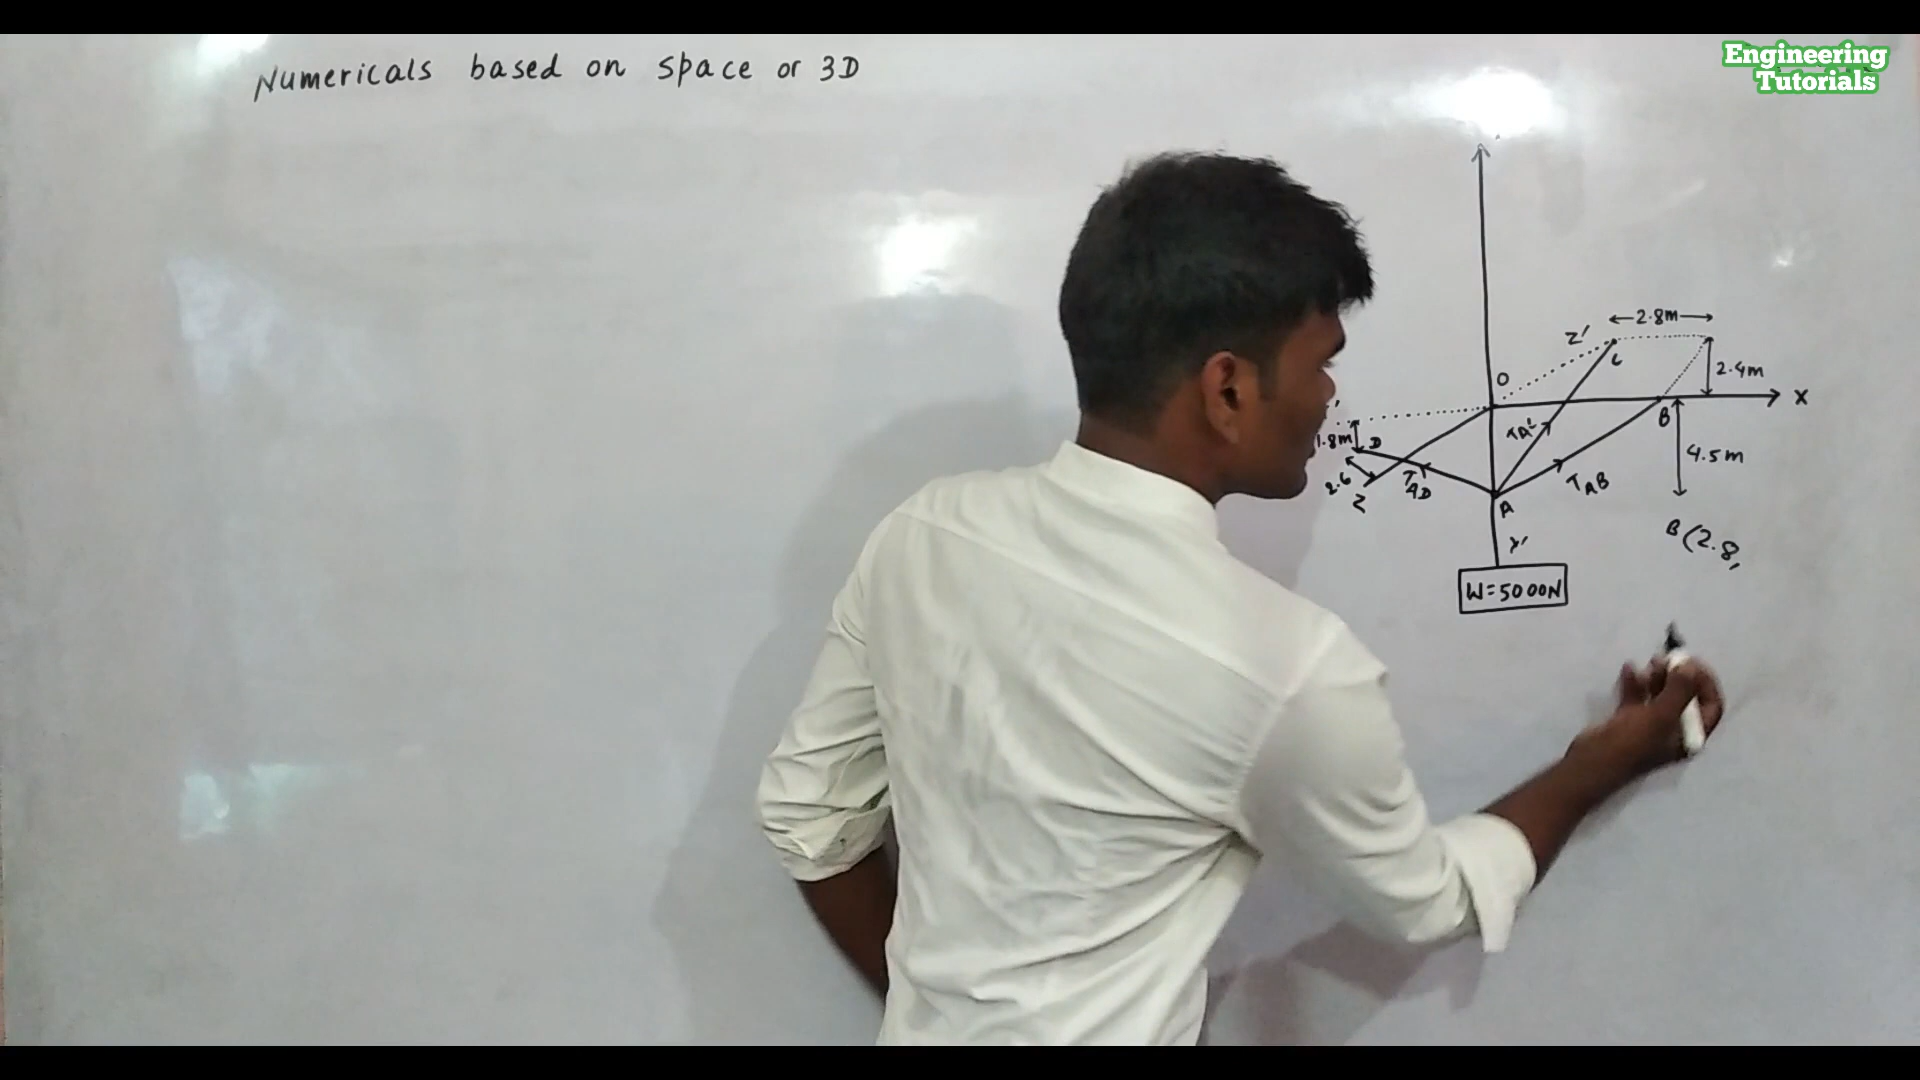 Numericals based on space or 3D
Engineering
Tutorials
2.8m
Z'
C
2.4m
O
X
B
1.8m
D
4.5m
2.6
Z
TAD
TAB
A
B(2.8,
Y'
W=5000N